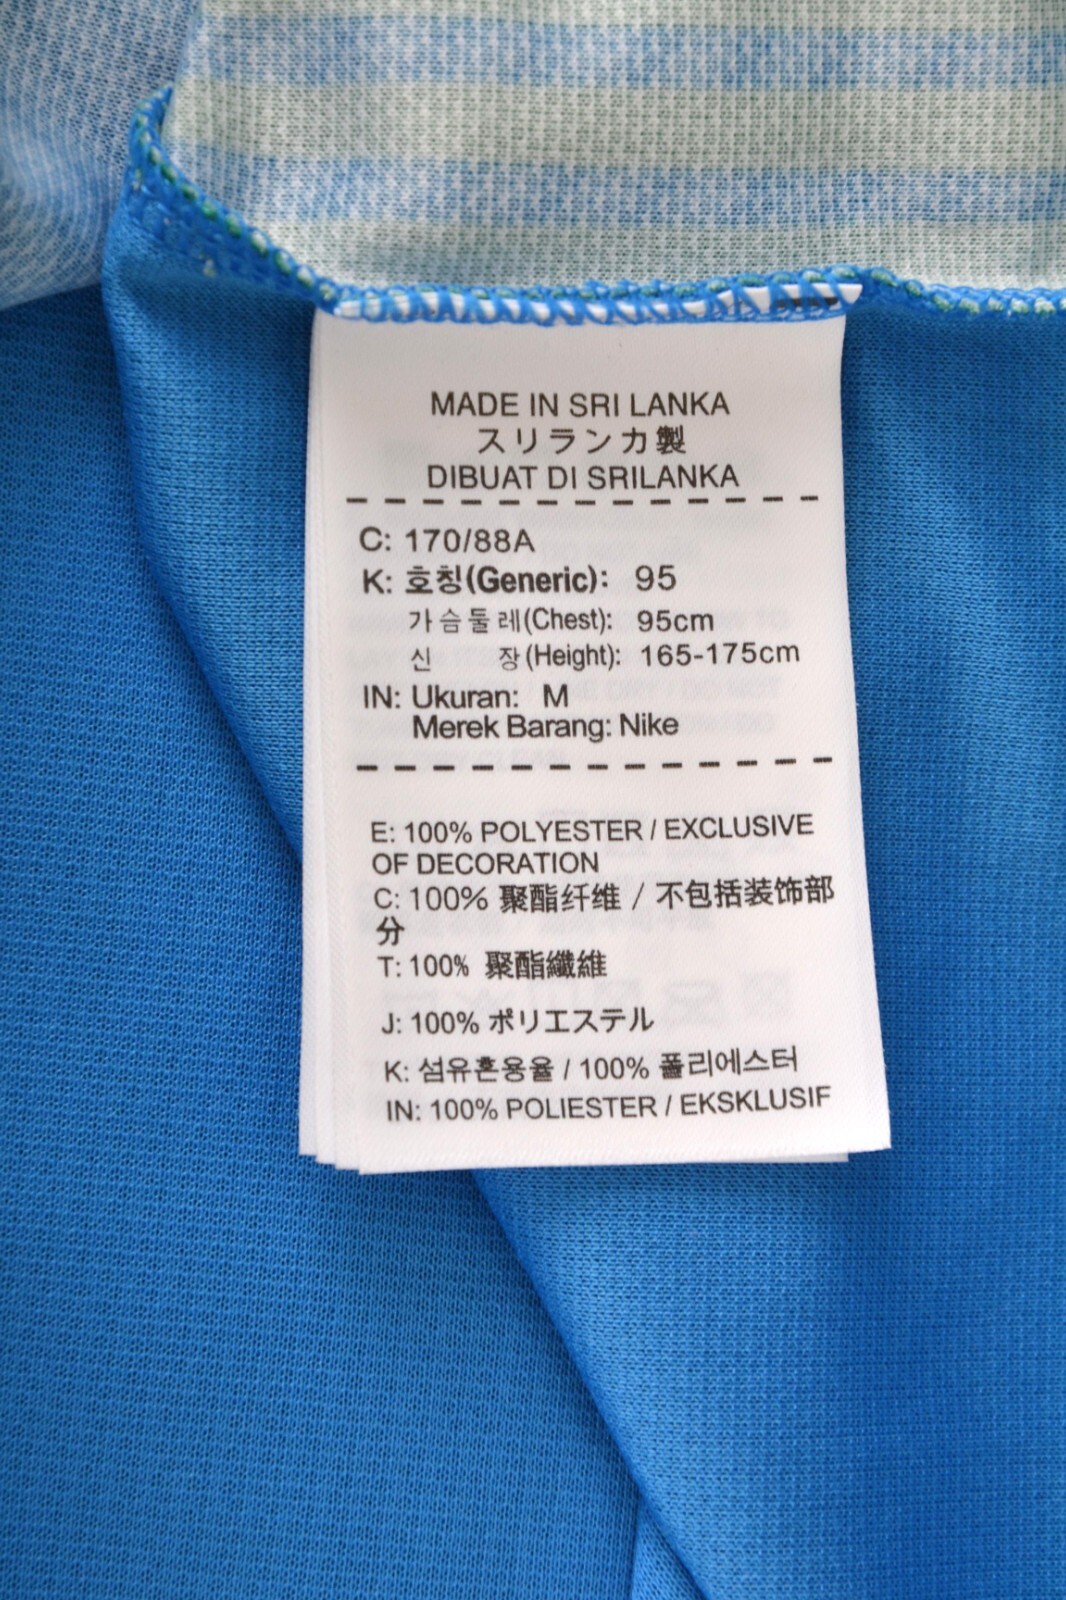 MADE IN SRI LANKA
スリランカ製
DIBUAT DI SRILANKA
C: 170/88A
K: 호칭(Generic): 95
가슴둘레(Chest): 95cm
신 장(Height): 165-175cm
IN: Ukuran: M
Merek Barang: Nike
E: 100% POLYESTER / EXCLUSIVE
OF DECORATION
C: 100% 聚酯纤维 / 不包括装饰部
分
T: 100% 聚酯纖維
J: 100% ポリエステル
K: 섬유혼용율 / 100% 폴리에스터
IN: 100% POLIESTER / EKSKLUSIF